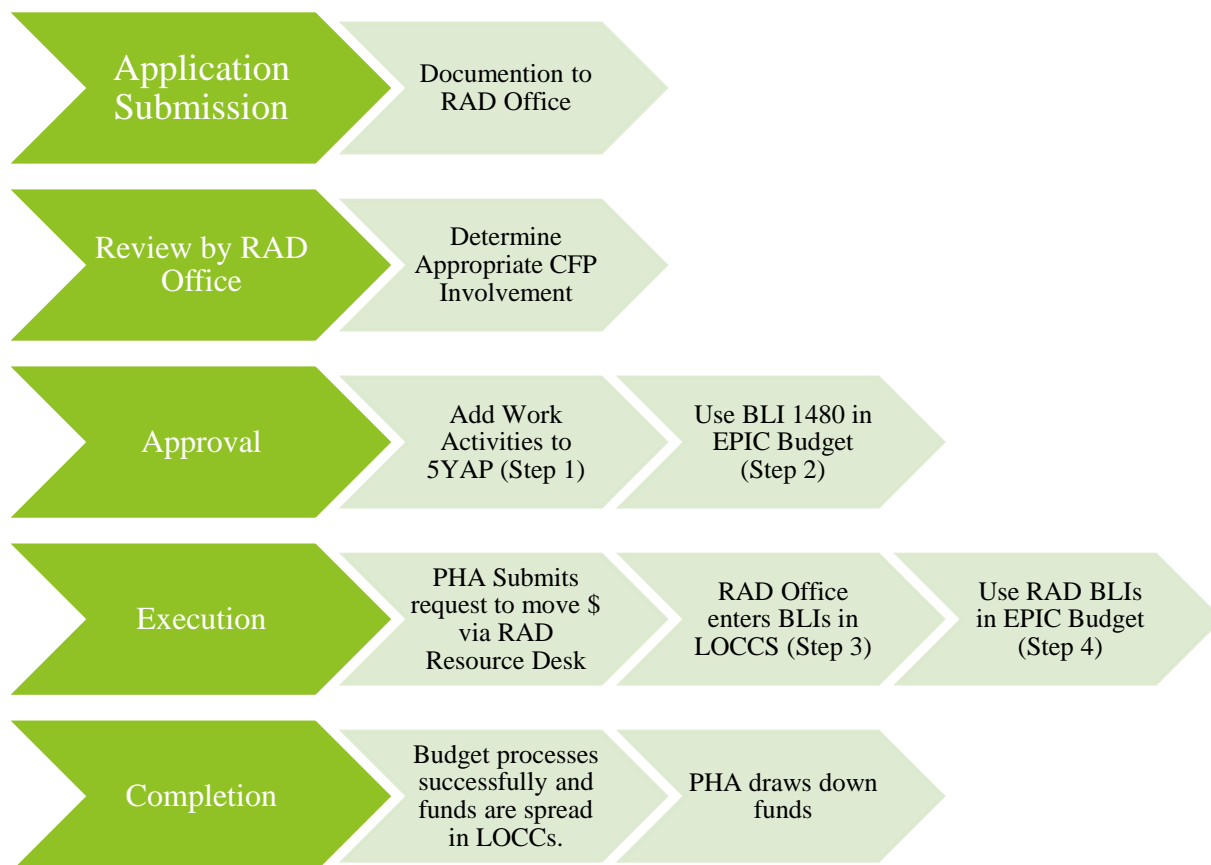 Application
Submission
Documention to
RAD Office
Review by RAD
Office
Determine
Appropriate CFP
Involvement
Approval
Add Work
Activities to
5YAP (Step 1)
Use BLI 1480 in
EPIC Budget
(Step 2)
Execution
PHA Submits
request to move $
via RAD
Resource Desk
RAD Office
enters BLIs in
LOCCS (Step 3)
Use RAD BLIs
in EPIC Budget
(Step 4)
Completion
Budget processes
successfully and
funds are spread
in LOCCs.
PHA draws down
funds